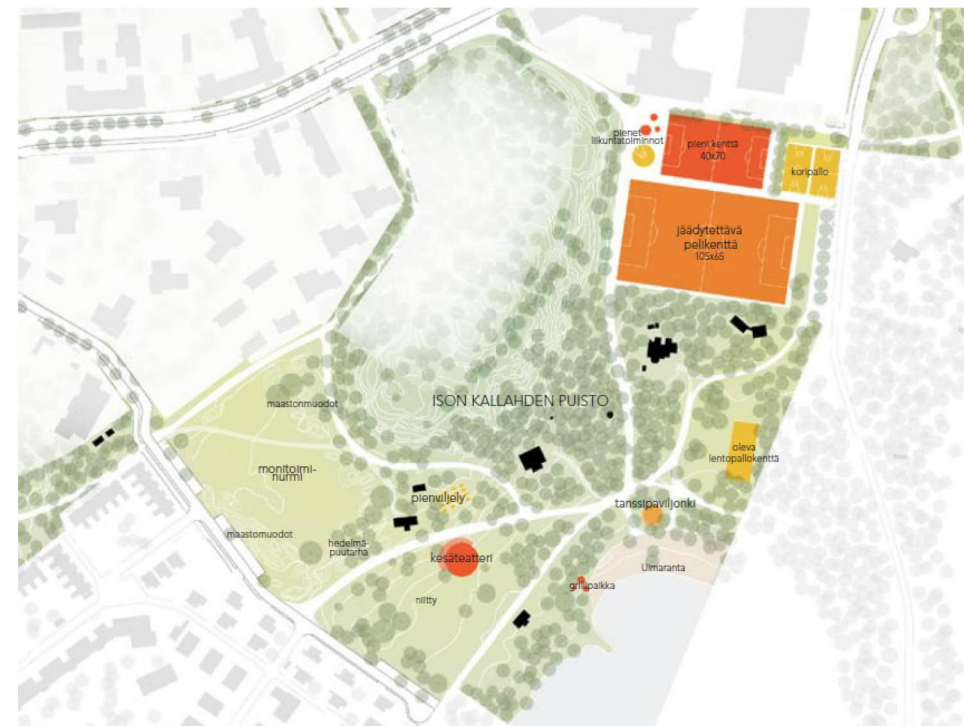 pienet
liikuntatoiminnot
pieni kenttä
40x70
koripallo
jäädytettävä
pelikenttä
105x65
maastonmuodot
ISON KALLAHDEN PUISTO
oleva
lentopallokenttä
monitoimi-
nurmi
pienviljely
tanssipaviljonki
maastomuodot
hedelmä-
puutarha
kesäteatteri
Uimaranta
grillipaikka
niitty